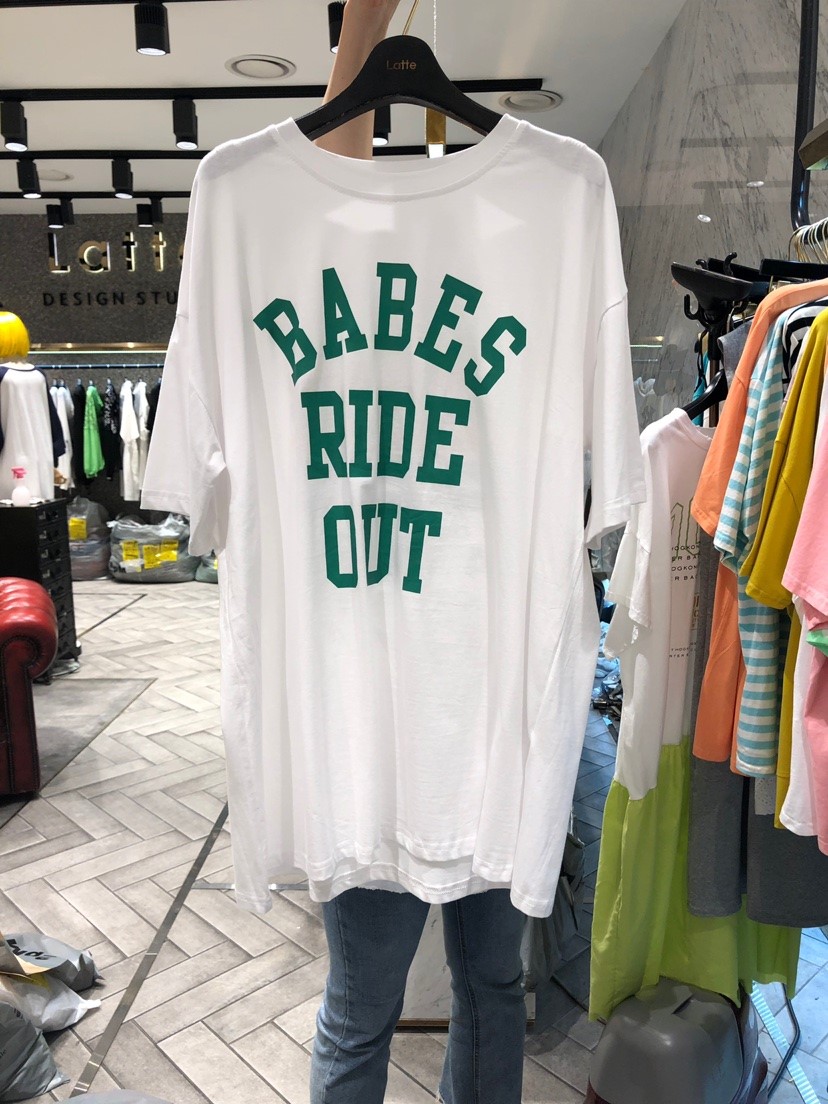 Latte
Latte
DESIGN STU
BABES
RIDE
OUT